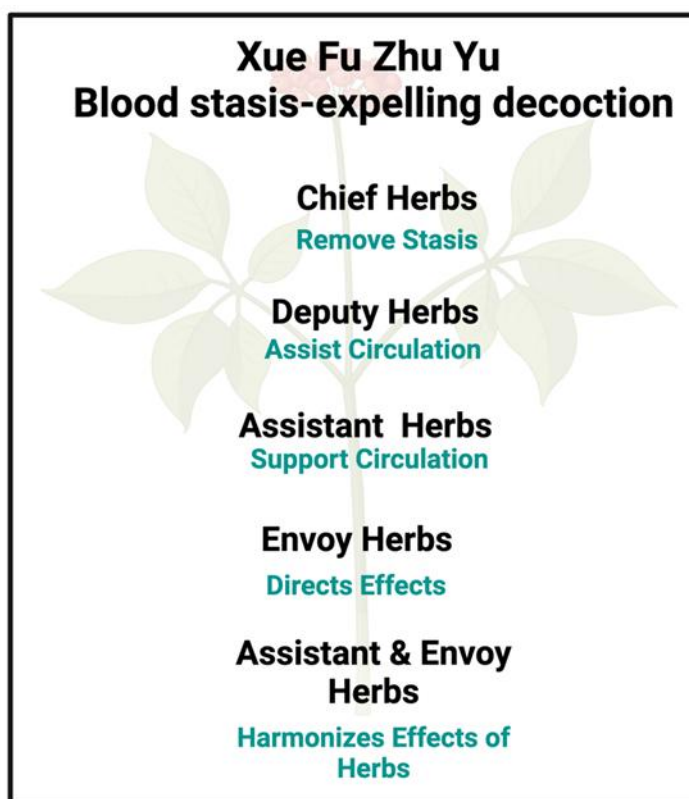 Xue Fu Zhu Yu
Blood stasis-expelling decoction
Chief Herbs
Remove Stasis
Deputy Herbs
Assist Circulation
Assistant Herbs
Support Circulation
Envoy Herbs
Directs Effects
Assistant & Envoy
Herbs
Harmonizes Effects of
Herbs